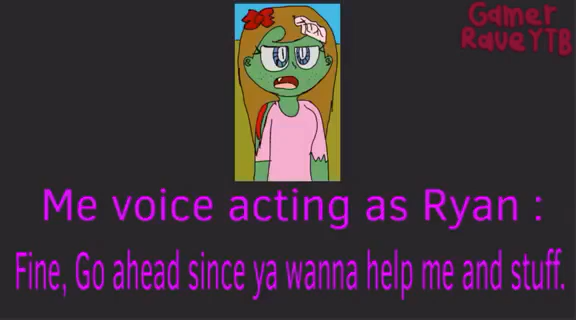 Gamer
RaveYTB
Me voice acting as Ryan :
Fine, Go ahead since ya wanna help me and stuff.